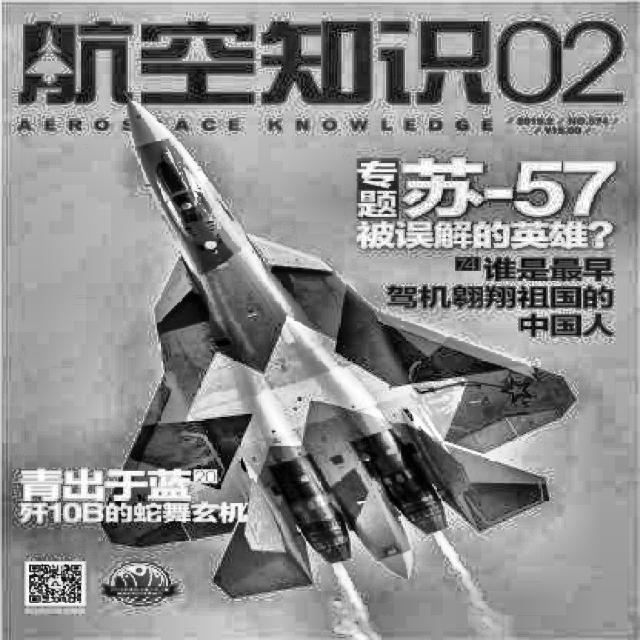 航空知识02
AEROSPACE KNOWLEDGE
专题
苏-57
被误解的英雄?
谁是最早
驾机翱翔祖国的
中国人
青出于蓝
歼10B的蛇舞玄机